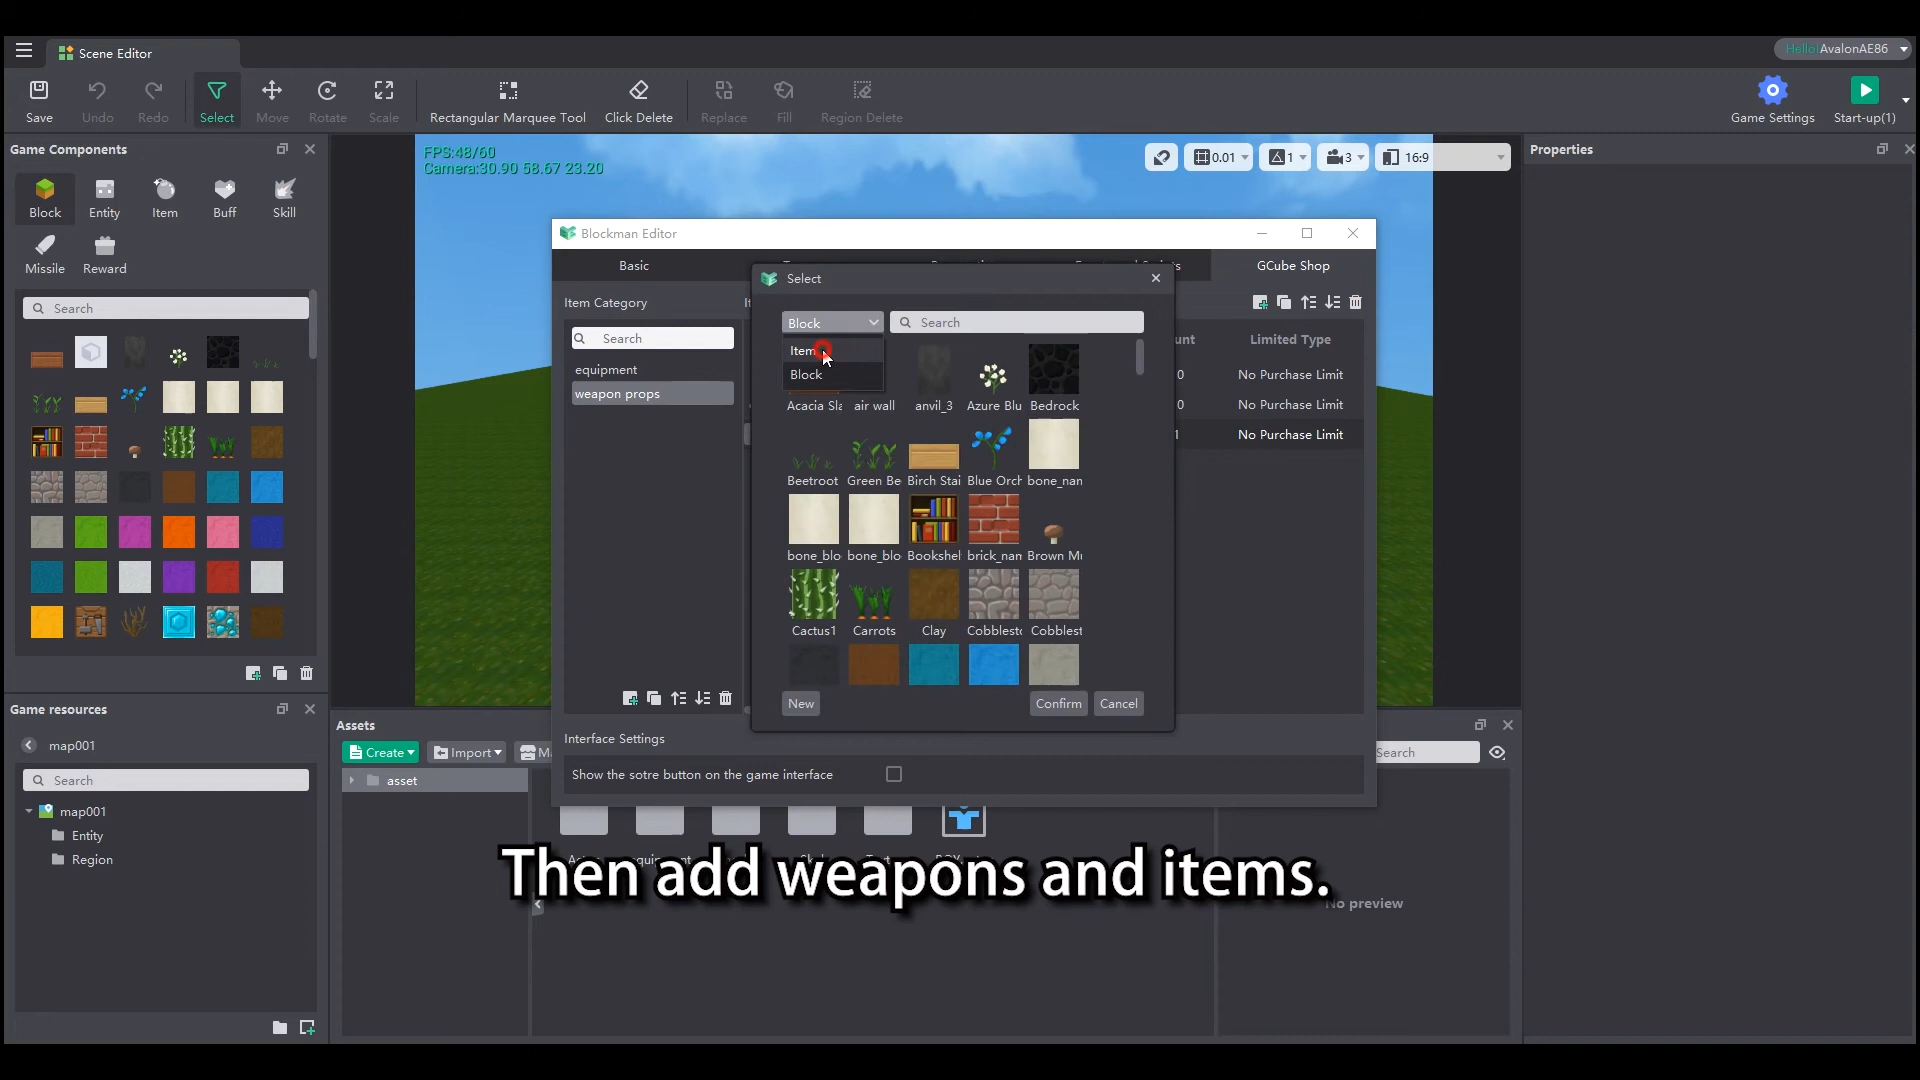 Scene Editor
Hello! AvalonAE86
Save
Undo
Redo
Select
Move
Rotate
Scale
Rectangular Marquee Tool
Click Delete
Replace
Fill
Region Delete
Game Settings
Start-up(1)
Game Components
Block
Entity
Item
Buff
Skill
Missile
Reward
Search
FPS:48/60
Camera:30.90 58.67 23.20
0.01
1
3
16:9
Properties
Blockman Editor
Basic
GCube Shop
Item Category
Search
equipment
weapon props
Select
Block
Search
Item
Block
Acacia Sla
air wall
anvil_3
Azure Blu
Bedrock
Beetroot
Green Be
Birch Stai
Blue Orch
bone_nam
bone_blo
bone_blo
Bookshel
brick_nam
Brown Mu
Cactus1
Carrots
Clay
Cobblesto
Cobblest
New
Confirm
Cancel
unt
Limited Type
0
No Purchase Limit
0
No Purchase Limit
1
No Purchase Limit
Interface Settings
Show the sotre button on the game interface
Game resources
map001
Search
map001
Entity
Region
Assets
Create
Import
M
asset
Search
No preview
Then add weapons and items.